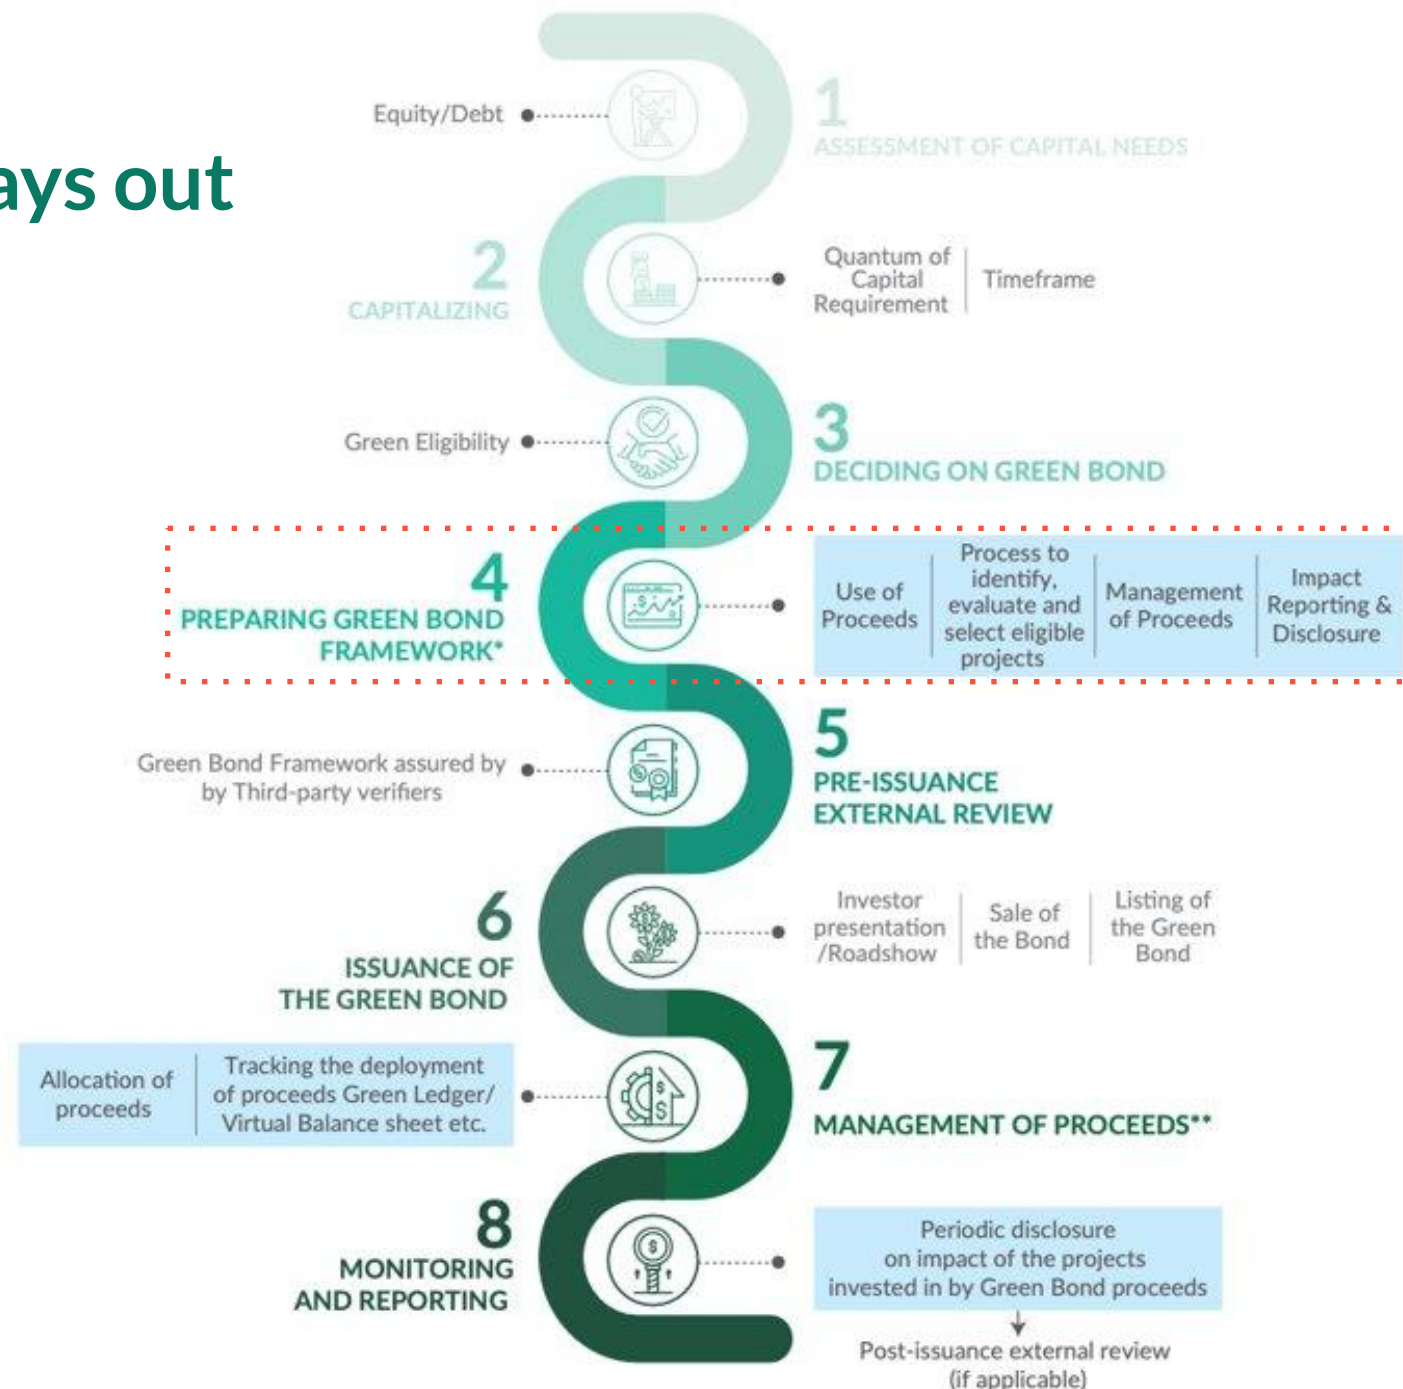 ays out
Equity/Debt
1
ASSESSMENT OF CAPITAL NEEDS
2
CAPITALIZING
Quantum of
Capital
Requirement
Timeframe
Green Eligibility
3
DECIDING ON GREEN BOND
4
PREPARING GREEN BOND
FRAMEWORK*
Use of
Proceeds
Process to
identify,
evaluate and
select eligible
projects
Management
of Proceeds
Impact
Reporting &
Disclosure
Green Bond Framework assured by
by Third-party verifiers
5
PRE-ISSUANCE
EXTERNAL REVIEW
6
ISSUANCE OF
THE GREEN BOND
Investor
presentation
/Roadshow
Sale of
the Bond
Listing of
the Green
Bond
Allocation of
proceeds
Tracking the deployment
of proceeds Green Ledger/
Virtual Balance sheet etc.
7
MANAGEMENT OF PROCEEDS**
8
MONITORING
AND REPORTING
Periodic disclosure
on impact of the projects
invested in by Green Bond proceeds
Post-issuance external review
(if applicable)